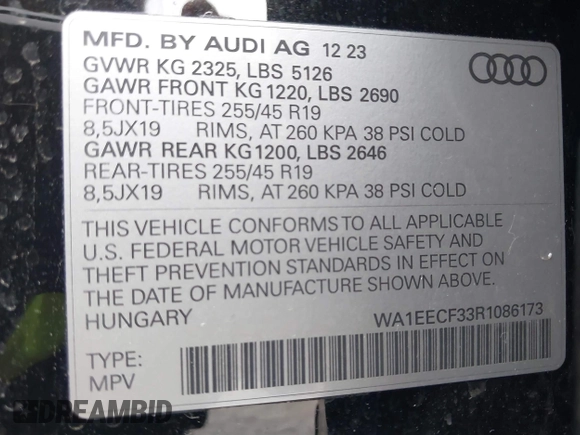 MFD. BY AUDI AG 12 23
GVWR KG 2325, LBS 5126
GAWR FRONT KG 1220, LBS 2690
FRONT-TIRES 255/45 R19
8,5JX19 RIMS, AT 260 KPA 38 PSI COLD
GAWR REAR KG 1200, LBS 2646
REAR-TIRES 255/45 R19
8,5JX19 RIMS, AT 260 KPA 38 PSI COLD
THIS VEHICLE CONFORMS TO ALL APPLICABLE
U.S. FEDERAL MOTOR VEHICLE SAFETY AND
THEFT PREVENTION STANDARDS IN EFFECT ON
THE DATE OF MANUFACTURE SHOWN ABOVE.
HUNGARY WA1EECF33R1086173
TYPE:
MPV
DREAMBID